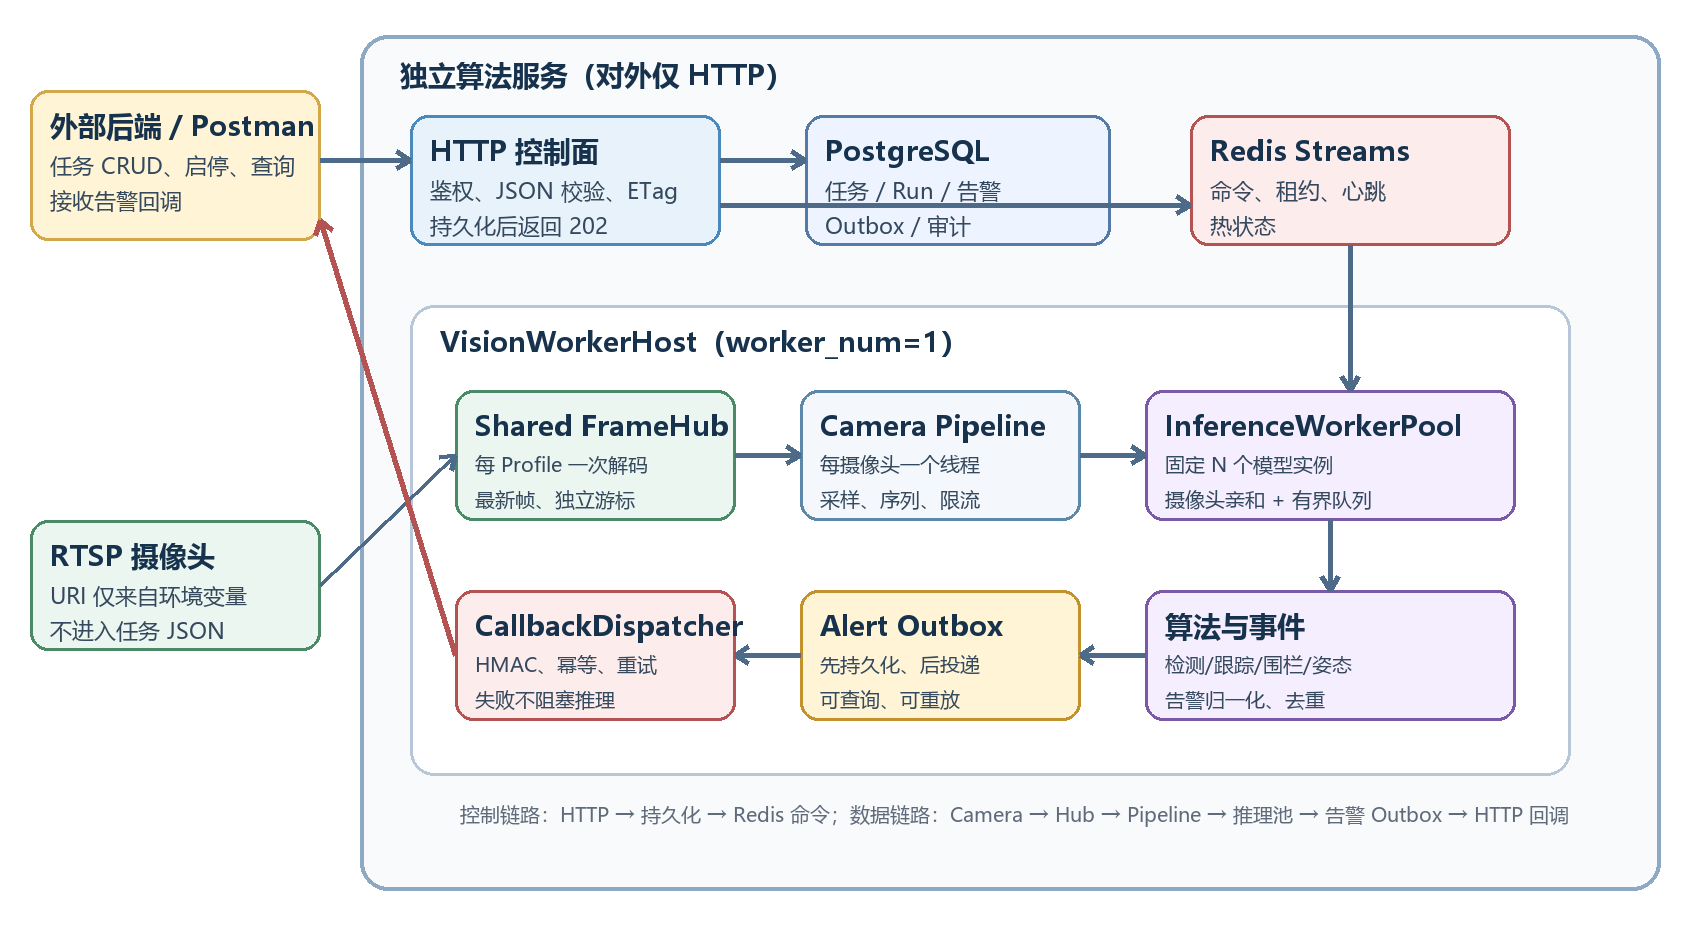 独立算法服务（对外仅 HTTP）
外部后端 / Postman
任务 CRUD、启停、查询
接收告警回调
HTTP 控制面
鉴权、JSON 校验、ETag
持久化后返回 202
PostgreSQL
任务 / Run / 告警
Outbox / 审计
Redis Streams
命令、租约、心跳
热状态
VisionWorkerHost（worker_num=1）
Shared FrameHub
每 Profile 一次解码
最新帧、独立游标
Camera Pipeline
每摄像头一个线程
采样、序列、限流
InferenceWorkerPool
固定 N 个模型实例
摄像头亲和 + 有界队列
RTSP 摄像头
URI 仅来自环境变量
不进入任务 JSON
CallbackDispatcher
HMAC、幂等、重试
失败不阻塞推理
Alert Outbox
先持久化、后投递
可查询、可重放
算法与事件
检测/跟踪/围栏/姿态
告警归一化、去重
控制链路：HTTP → 持久化 → Redis 命令；数据链路：Camera → Hub → Pipeline → 推理池 → 告警 Outbox → HTTP 回调